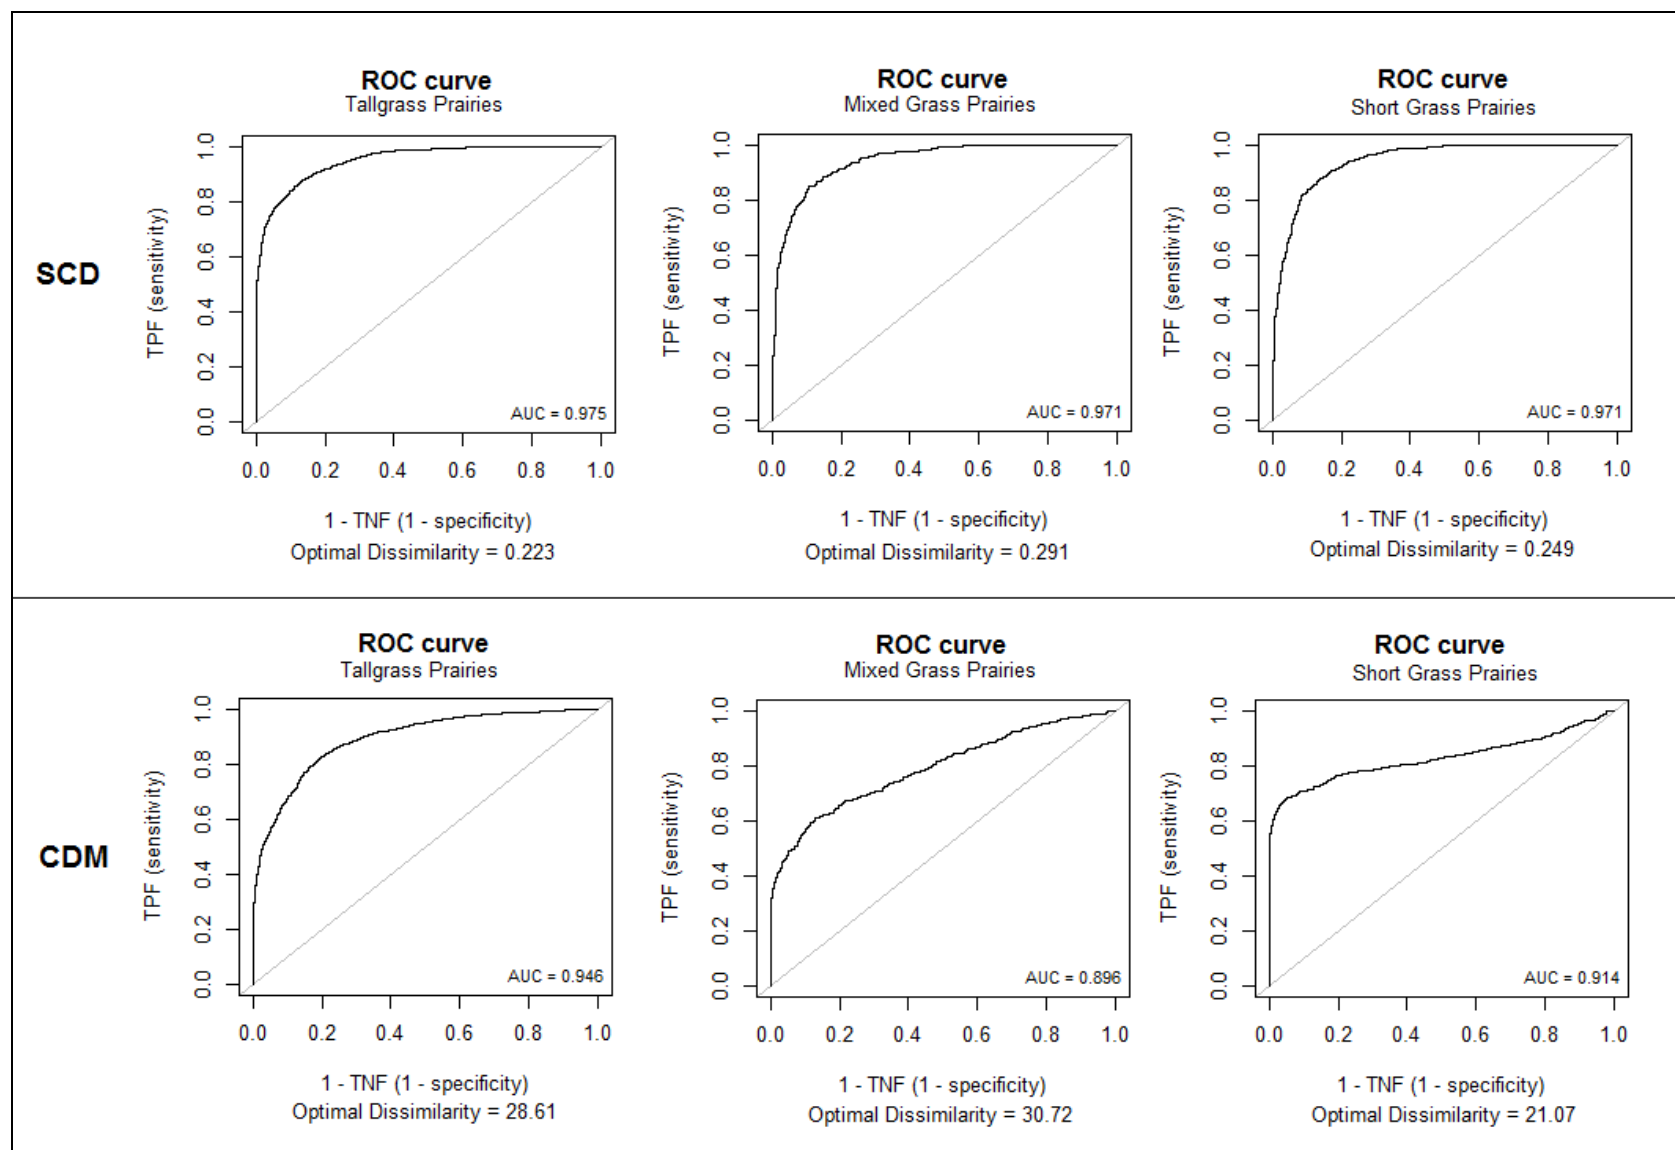 SCD
ROC curve
Tallgrass Prairies
TPF (sensitivity)
0.0 0.2 0.4 0.6 0.8 1.0
AUC = 0.975
0.0 0.2 0.4 0.6 0.8 1.0
1 - TNF (1 - specificity)
Optimal Dissimilarity = 0.223
ROC curve
Mixed Grass Prairies
TPF (sensitivity)
0.0 0.2 0.4 0.6 0.8 1.0
AUC = 0.971
0.0 0.2 0.4 0.6 0.8 1.0
1 - TNF (1 - specificity)
Optimal Dissimilarity = 0.291
ROC curve
Short Grass Prairies
TPF (sensitivity)
0.0 0.2 0.4 0.6 0.8 1.0
AUC = 0.971
0.0 0.2 0.4 0.6 0.8 1.0
1 - TNF (1 - specificity)
Optimal Dissimilarity = 0.249
CDM
ROC curve
Tallgrass Prairies
TPF (sensitivity)
0.0 0.2 0.4 0.6 0.8 1.0
AUC = 0.946
0.0 0.2 0.4 0.6 0.8 1.0
1 - TNF (1 - specificity)
Optimal Dissimilarity = 28.61
ROC curve
Mixed Grass Prairies
TPF (sensitivity)
0.0 0.2 0.4 0.6 0.8 1.0
AUC = 0.896
0.0 0.2 0.4 0.6 0.8 1.0
1 - TNF (1 - specificity)
Optimal Dissimilarity = 30.72
ROC curve
Short Grass Prairies
TPF (sensitivity)
0.0 0.2 0.4 0.6 0.8 1.0
AUC = 0.914
0.0 0.2 0.4 0.6 0.8 1.0
1 - TNF (1 - specificity)
Optimal Dissimilarity = 21.07